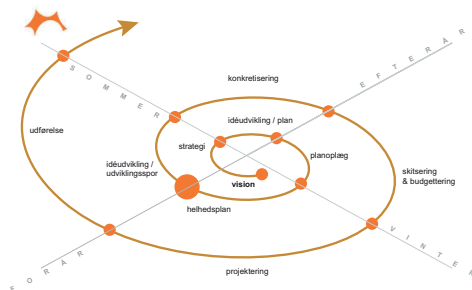 SOMMER
EFTERÅR
konkretisering
idéudvikling / plan
udførelse
strategi
planoplæg
idéudvikling /
udviklingsspor
skitsering
& budgettering
vision
helhedsplan
VINTER
FORÅR
projektering